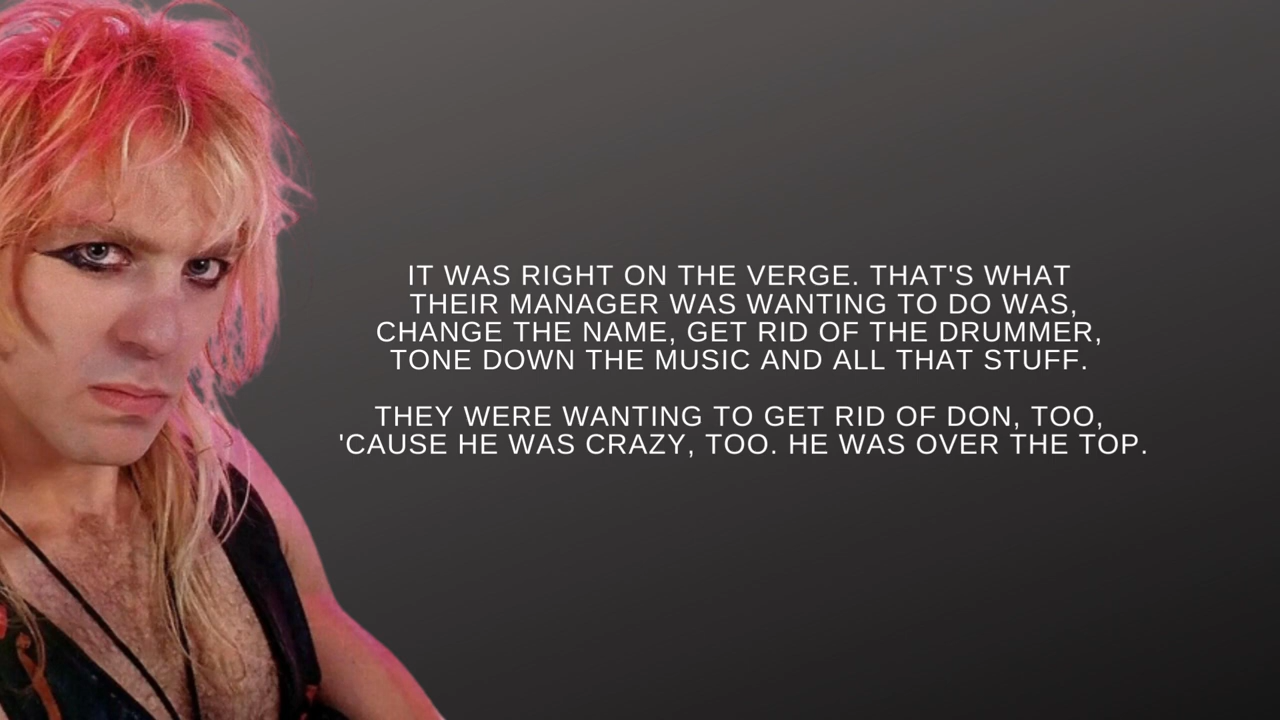 IT WAS RIGHT ON THE VERGE. THAT'S WHAT
THEIR MANAGER WAS WANTING TO DO WAS,
CHANGE THE NAME, GET RID OF THE DRUMMER,
TONE DOWN THE MUSIC AND ALL THAT STUFF.
THEY WERE WANTING TO GET RID OF DON, TOO,
'CAUSE HE WAS CRAZY, TOO. HE WAS OVER THE TOP.